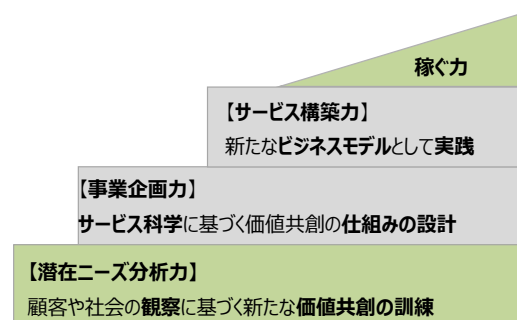 稼ぐ力
【サービス構築力】
新たなビジネスモデルとして実践
【事業企画力】
サービス科学に基づく価値共創の仕組みの設計
【潜在ニーズ分析力】
顧客や社会の観察に基づく新たな価値共創の訓練